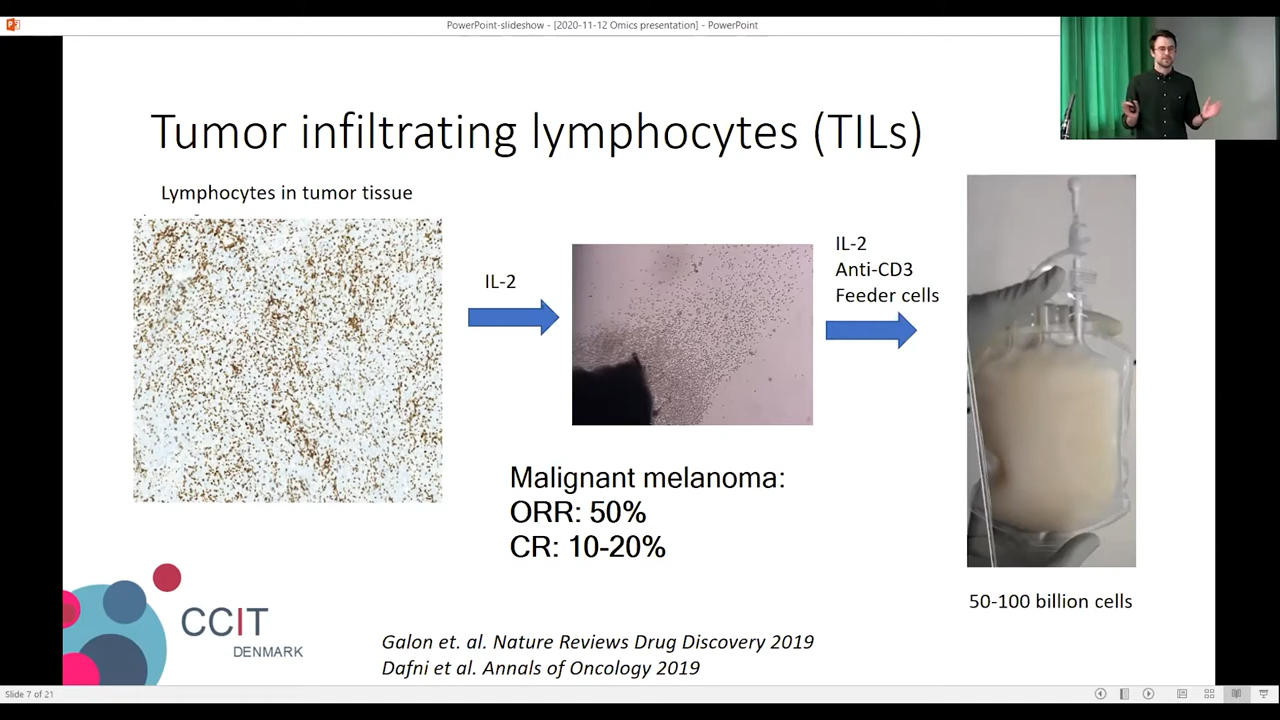 PowerPoint-slideshow - [2020-11-12 Omics presentation] - PowerPoint
Tumor infiltrating lymphocytes (TILs)
Lymphocytes in tumor tissue
IL-2
IL-2
Anti-CD3
Feeder cells
Malignant melanoma:
ORR: 50%
CR: 10-20%
50-100 billion cells
CCIT
DENMARK
Galon et. al. Nature Reviews Drug Discovery 2019
Dafni et al. Annals of Oncology 2019
Slide 7 of 21